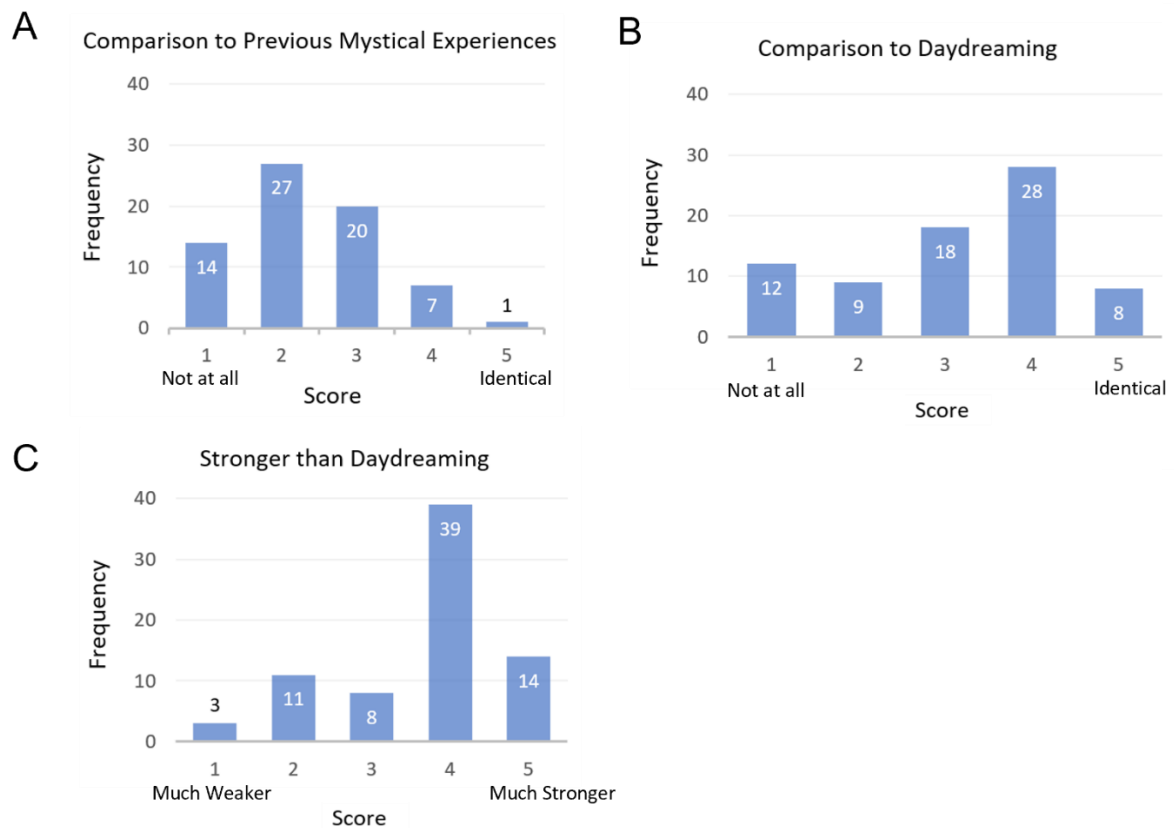 A
Comparison to Previous Mystical Experiences
40
30
20
10
0
Frequency
14
27
20
7
1
1
2
3
4
5
Not at all
Identical
Score
B
Comparison to Daydreaming
40
30
20
10
0
Frequency
12
9
18
28
8
1
2
3
4
5
Not at all
Identical
Score
C
Stronger than Daydreaming
40
30
20
10
0
Frequency
3
11
8
39
14
1
2
3
4
5
Much Weaker
Much Stronger
Score